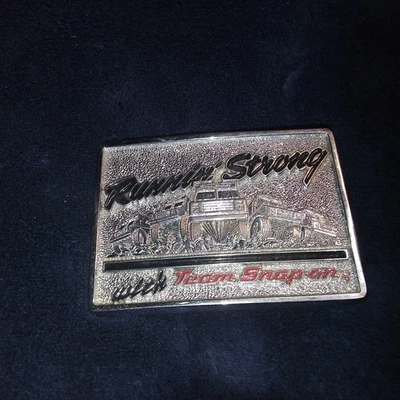 Runnin' Strong
with Team Snap-on